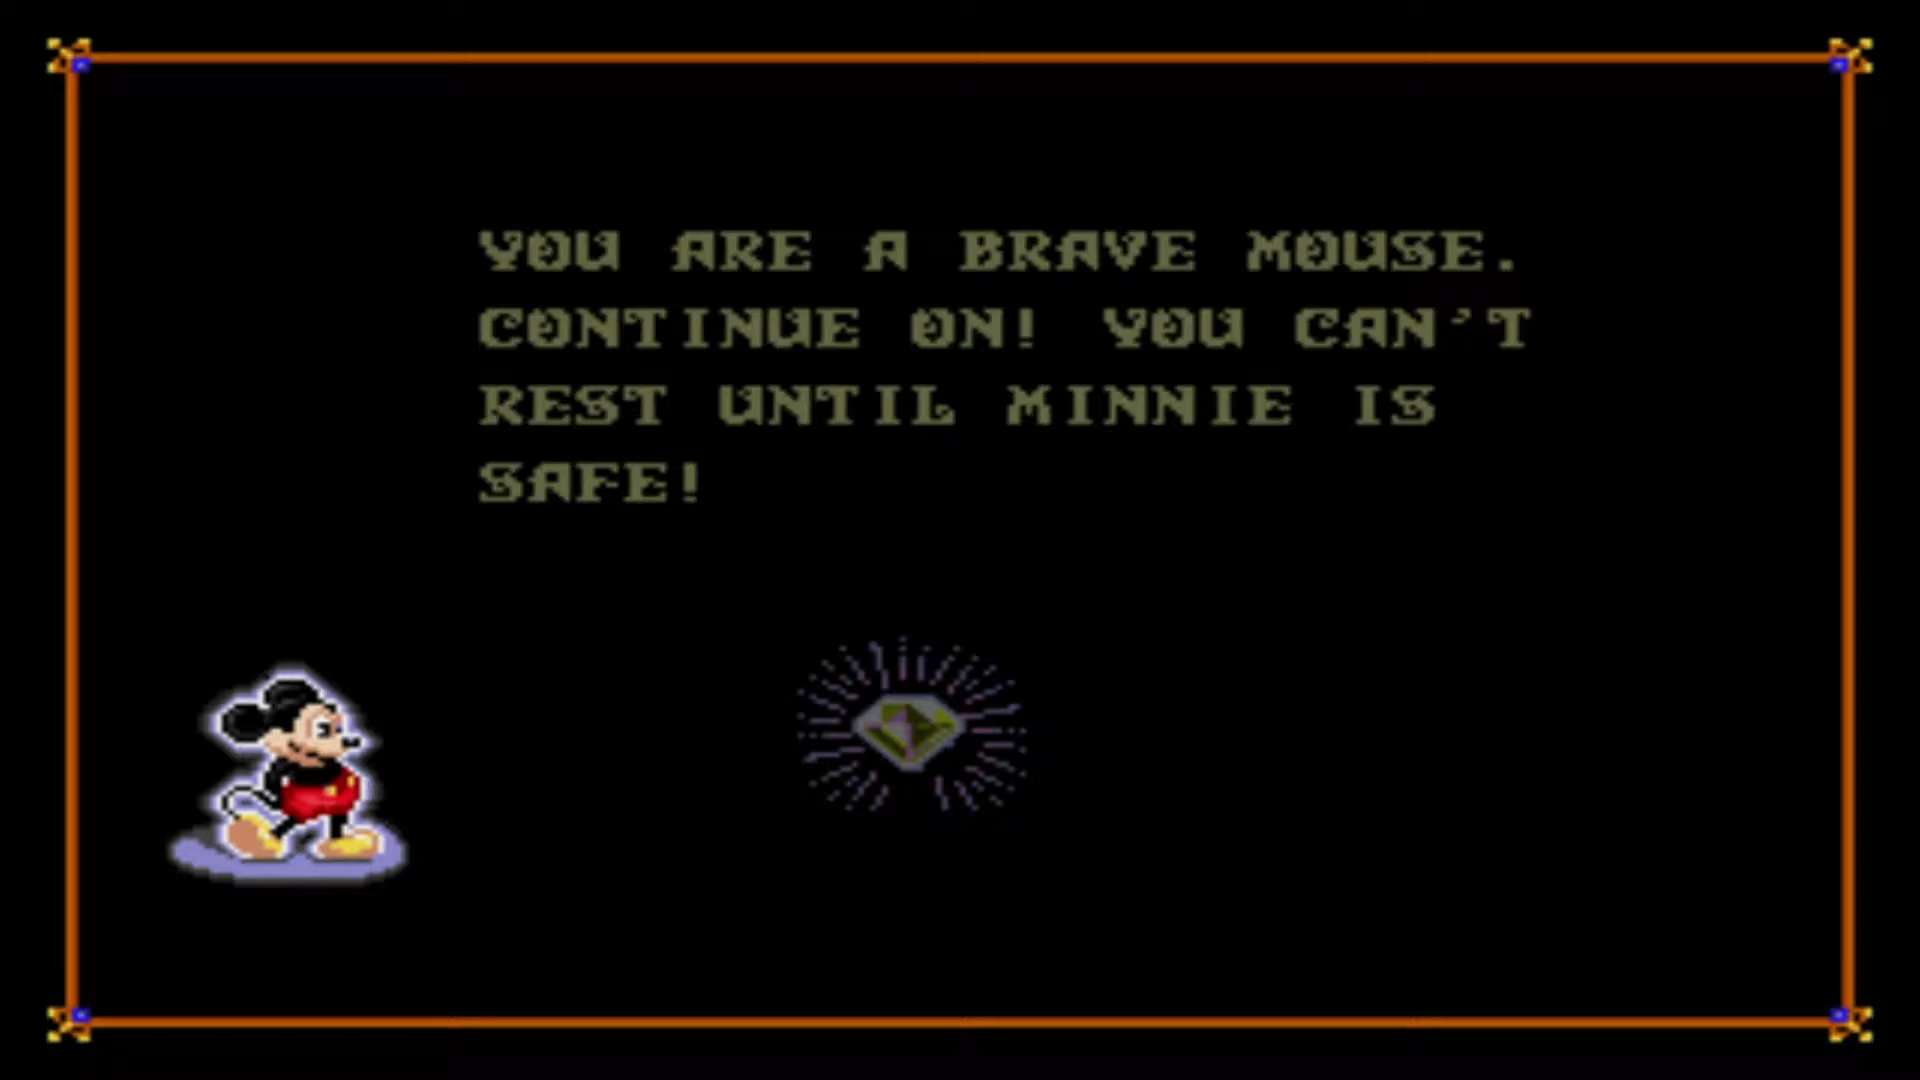 YOU ARE A BRAVE MOUSE.
CONTINUE ON! YOU CAN'T
REST UNTIL MINNIE IS
SAFE!